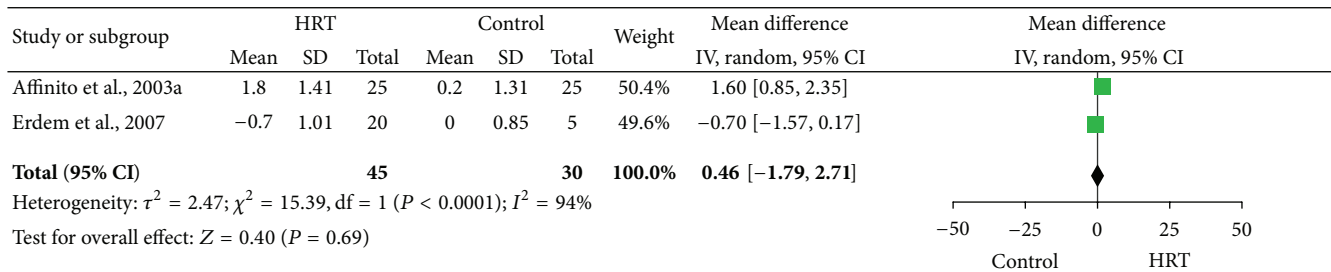 Study or subgroup HRT Control Weight Mean difference Mean difference
Mean SD Total Mean SD Total IV, random, 95% CI IV, random, 95% CI
Affinito et al., 2003a 1.8 1.41 25 0.2 1.31 25 50.4% 1.60 [0.85, 2.35]
Erdem et al., 2007 −0.7 1.01 20 0 0.85 5 49.6% −0.70 [−1.57, 0.17]
Total (95% CI) 45 30 100.0% 0.46 [−1.79, 2.71]
Heterogeneity: τ² = 2.47; χ² = 15.39, df = 1 (P < 0.0001); I² = 94%
Test for overall effect: Z = 0.40 (P = 0.69)
−50 −25 0 25 50
Control HRT